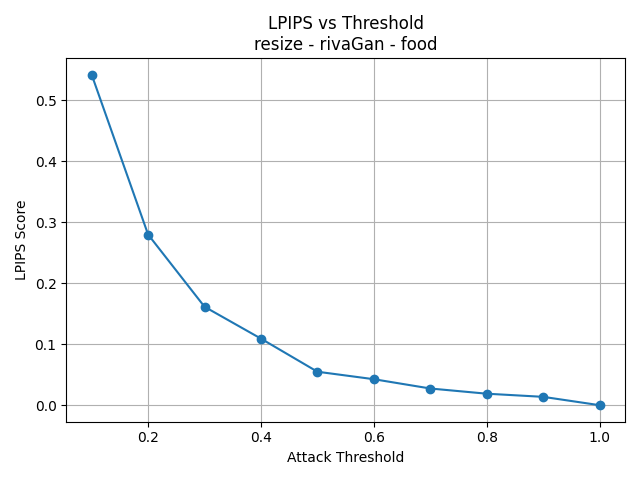 LPIPS vs Threshold
resize - rivaGan - food
LPIPS Score
0.5
0.4
0.3
0.2
0.1
0.0
0.2
0.4
0.6
0.8
1.0
Attack Threshold